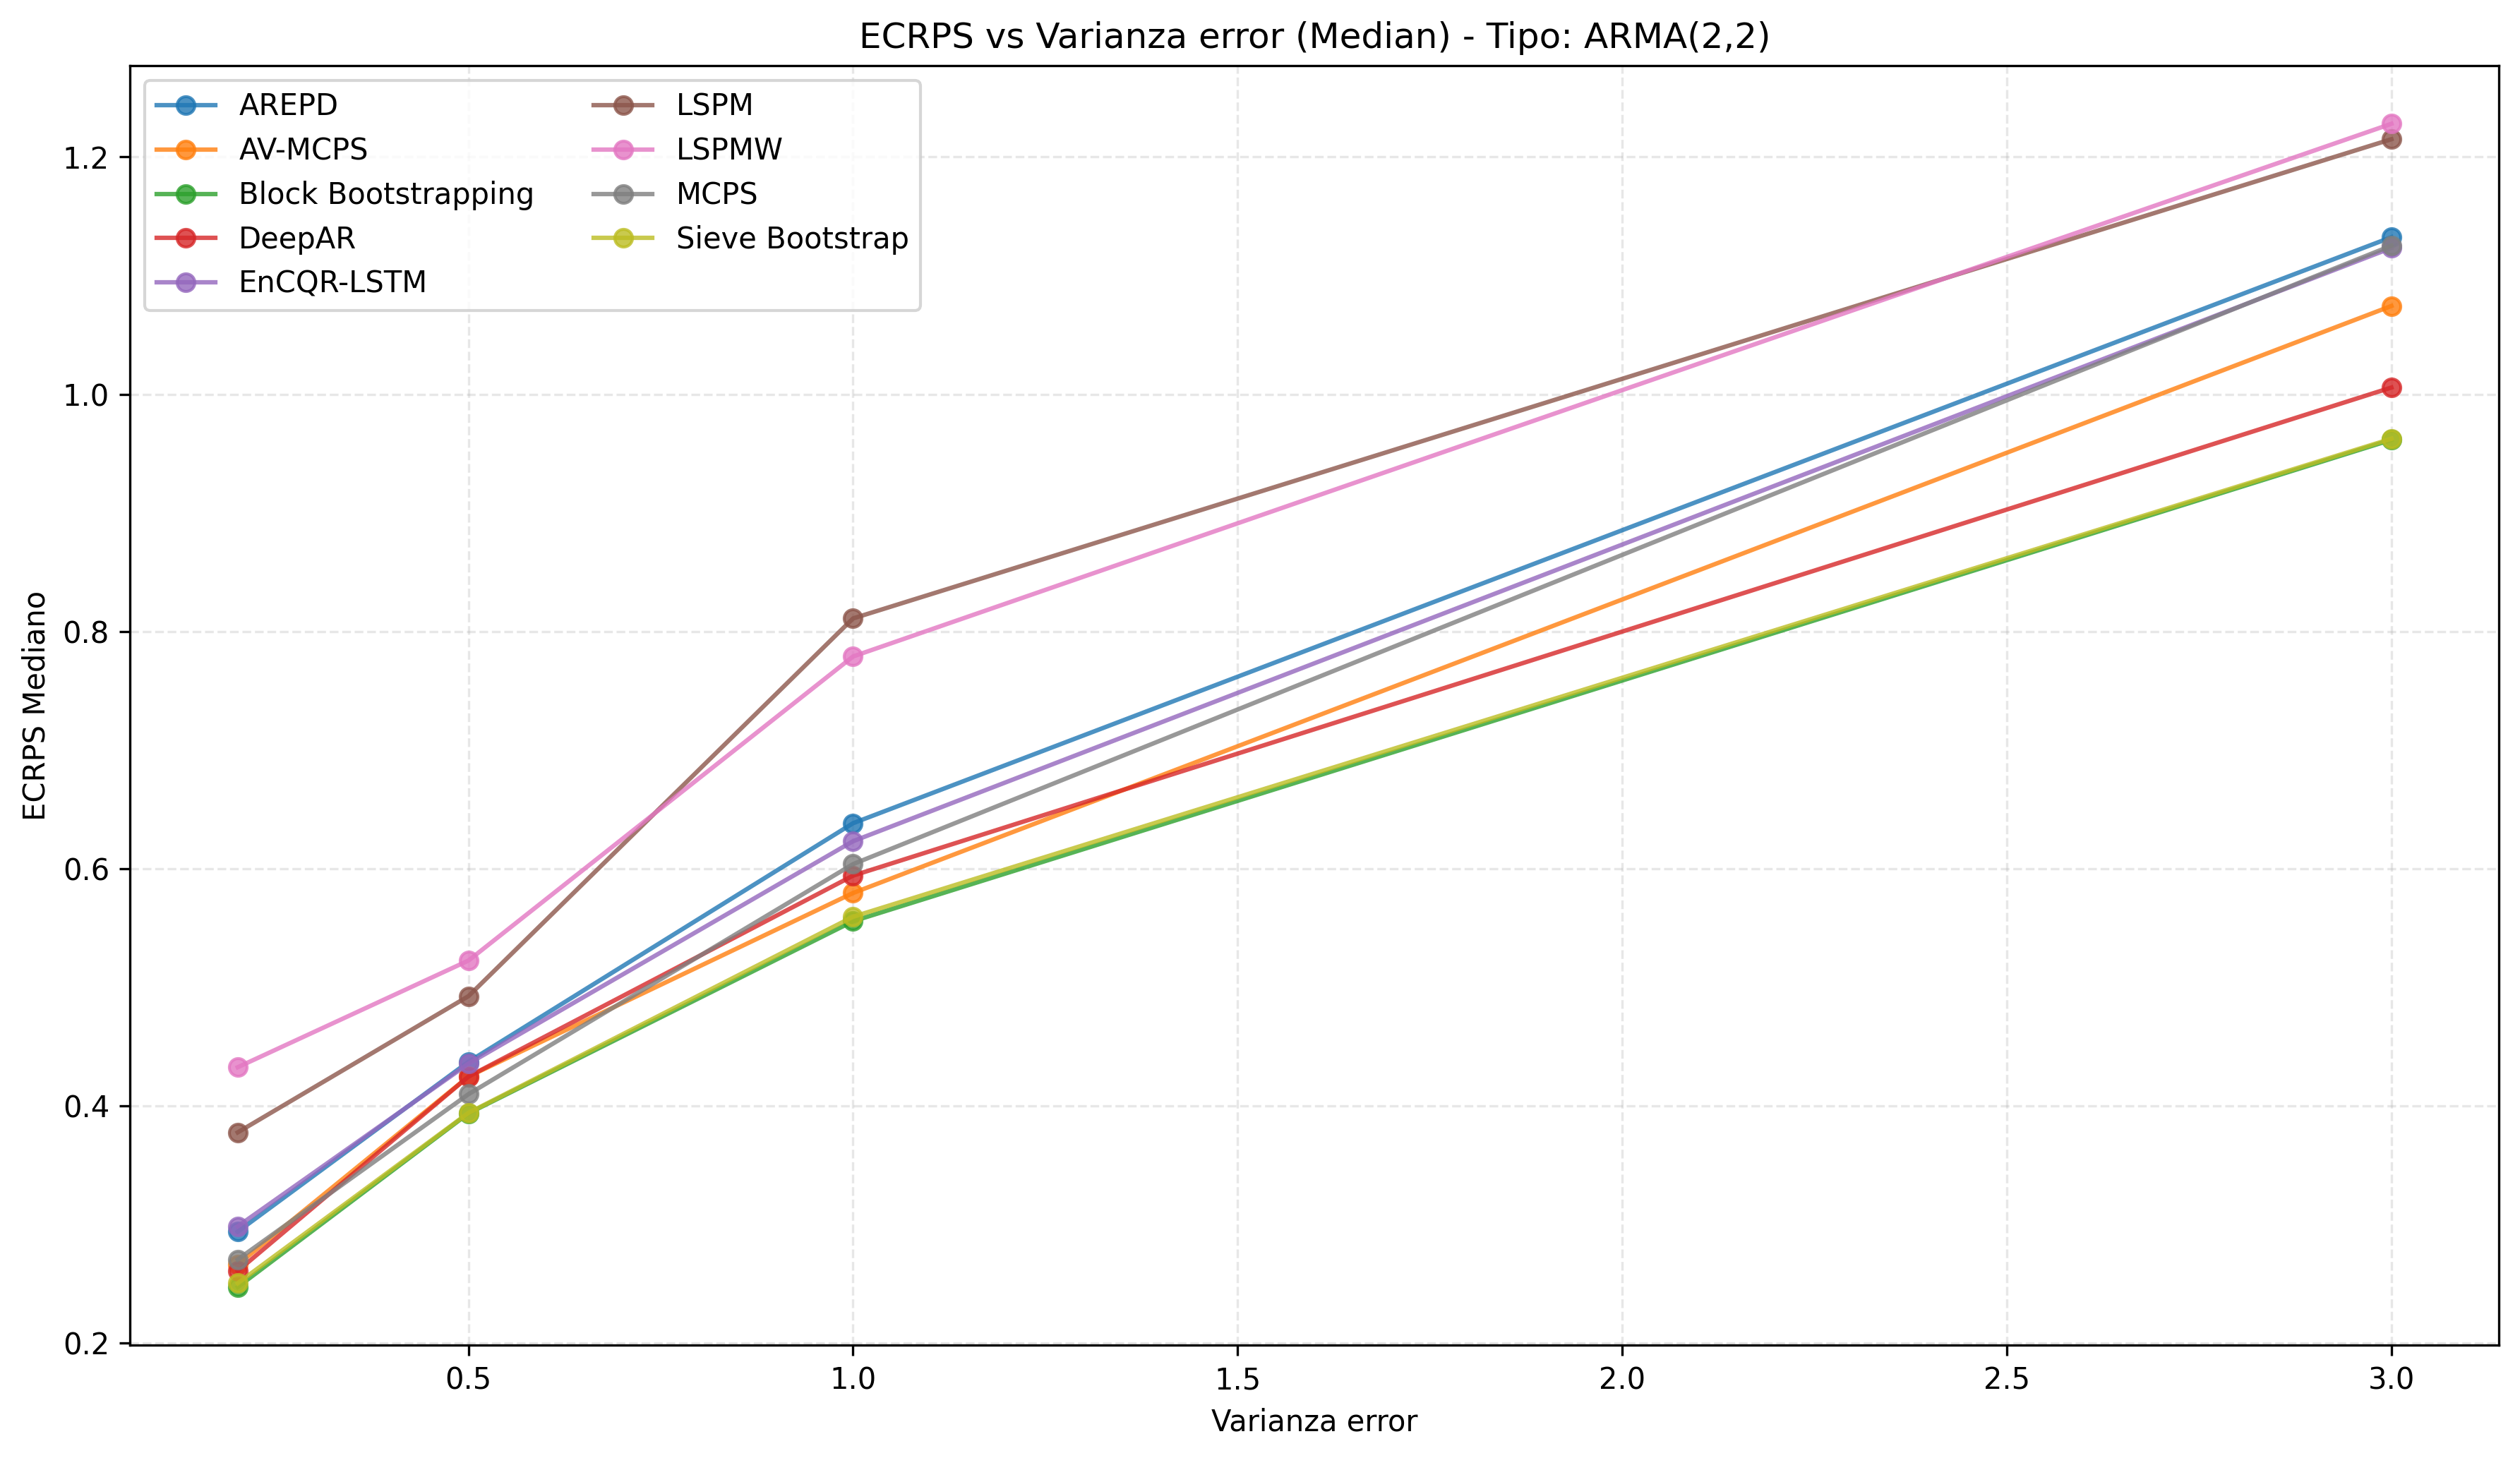 ECRPS vs Varianza error (Median) - Tipo: ARMA(2,2)
AREPD
AV-MCPS
Block Bootstrapping
DeepAR
EnCQR-LSTM
LSPM
LSPMW
MCPS
Sieve Bootstrap
ECRPS Mediano
1.2
1.0
0.8
0.6
0.4
0.2
0.5 1.0 1.5 2.0 2.5 3.0
Varianza error